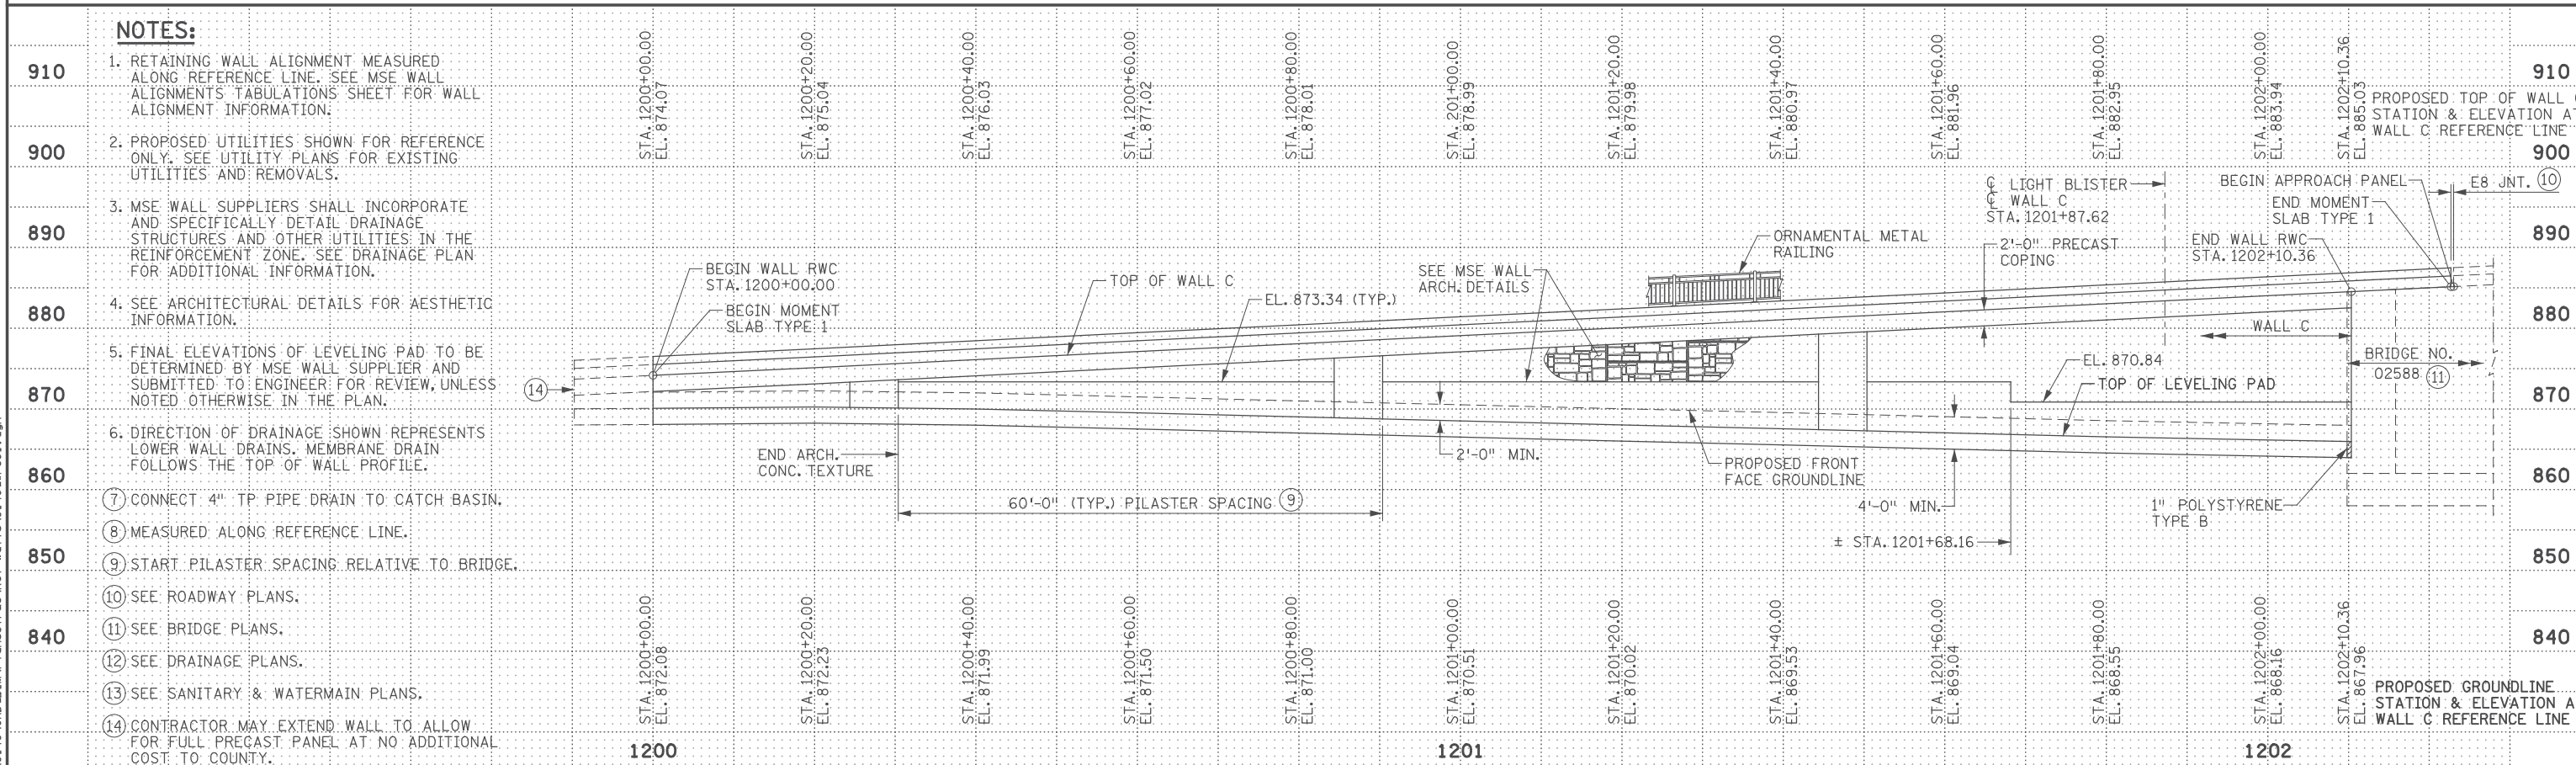 NOTES:
1. RETAINING WALL ALIGNMENT MEASURED
ALONG REFERENCE LINE. SEE MSE WALL
ALIGNMENTS TABULATIONS SHEET FOR WALL
ALIGNMENT INFORMATION.
2. PROPOSED UTILITIES SHOWN FOR REFERENCE
ONLY. SEE UTILITY PLANS FOR EXISTING
UTILITIES AND REMOVALS.
3. MSE WALL SUPPLIERS SHALL INCORPORATE
AND SPECIFICALLY DETAIL DRAINAGE
STRUCTURES AND OTHER UTILITIES IN THE
REINFORCEMENT ZONE. SEE DRAINAGE PLAN
FOR ADDITIONAL INFORMATION.
4. SEE ARCHITECTURAL DETAILS FOR AESTHETIC
INFORMATION.
5. FINAL ELEVATIONS OF LEVELING PAD TO BE
DETERMINED BY MSE WALL SUPPLIER AND
SUBMITTED TO ENGINEER FOR REVIEW, UNLESS
NOTED OTHERWISE IN THE PLAN.
6. DIRECTION OF DRAINAGE SHOWN REPRESENTS
LOWER WALL DRAINS. MEMBRANE DRAIN
FOLLOWS THE TOP OF WALL PROFILE.
7 CONNECT 4" TP PIPE DRAIN TO CATCH BASIN.
8 MEASURED ALONG REFERENCE LINE.
9 START PILASTER SPACING RELATIVE TO BRIDGE.
10 SEE ROADWAY PLANS.
11 SEE BRIDGE PLANS.
12 SEE DRAINAGE PLANS.
13 SEE SANITARY & WATERMAIN PLANS.
14 CONTRACTOR MAY EXTEND WALL TO ALLOW
FOR FULL PRECAST PANEL AT NO ADDITIONAL
COST TO COUNTY.
910
900
890
880
870
860
850
840
STA. 1200+00.00
EL. 874.07
STA. 1200+20.00
EL. 875.04
STA. 1200+40.00
EL. 876.03
STA. 1200+60.00
EL. 877.02
STA. 1200+80.00
EL. 878.01
STA. 2201+00.00
EL. 878.99
STA. 1201+20.00
EL. 879.98
STA. 1201+40.00
EL. 880.97
STA. 1201+60.00
EL. 881.96
STA. 1201+80.00
EL. 882.95
STA. 1202+00.00
EL. 883.94
STA. 1202+10.36
EL. 885.03
PROPOSED TOP OF WALL
STATION & ELEVATION
WALL C REFERENCE LINE
BEGIN WALL RWC
STA. 1200+00.00
BEGIN MOMENT
SLAB TYPE 1
14
TOP OF WALL C
EL. 873.34 (TYP.)
SEE MSE WALL
ARCH. DETAILS
ORNAMENTAL METAL
RAILING
2'-0" PRECAST
COPING
℄ LIGHT BLISTER
℄ WALL C
STA. 1201+87.62
BEGIN APPROACH PANEL
END MOMENT
SLAB TYPE 1
E8 JNT. 10
END WALL RWC
STA. 1202+10.36
WALL C
BRIDGE NO.
02588 11
EL. 870.84
TOP OF LEVELING PAD
END ARCH.
CONC. TEXTURE
60'-0" (TYP.) PILASTER SPACING 9
2'-0" MIN.
PROPOSED FRONT
FACE GROUNDLINE
4'-0" MIN.
± STA. 1201+68.16
1" POLYSTYRENE
TYPE B
STA. 1200+00.00
EL. 872.08
STA. 1200+20.00
EL. 872.23
STA. 1200+40.00
EL. 871.99
STA. 1200+60.00
EL. 871.50
STA. 1200+80.00
EL. 871.00
STA. 1201+00.00
EL. 870.51
STA. 1201+20.00
EL. 870.02
STA. 1201+40.00
EL. 869.53
STA. 1201+60.00
EL. 869.04
STA. 1201+80.00
EL. 868.55
STA. 1202+00.00
EL. 868.16
STA. 1202+10.36
EL. 867.96
PROPOSED GROUNDLINE
STATION & ELEVATION
WALL C REFERENCE LINE
1200
1201
1202
910
900
890
880
870
860
850
840